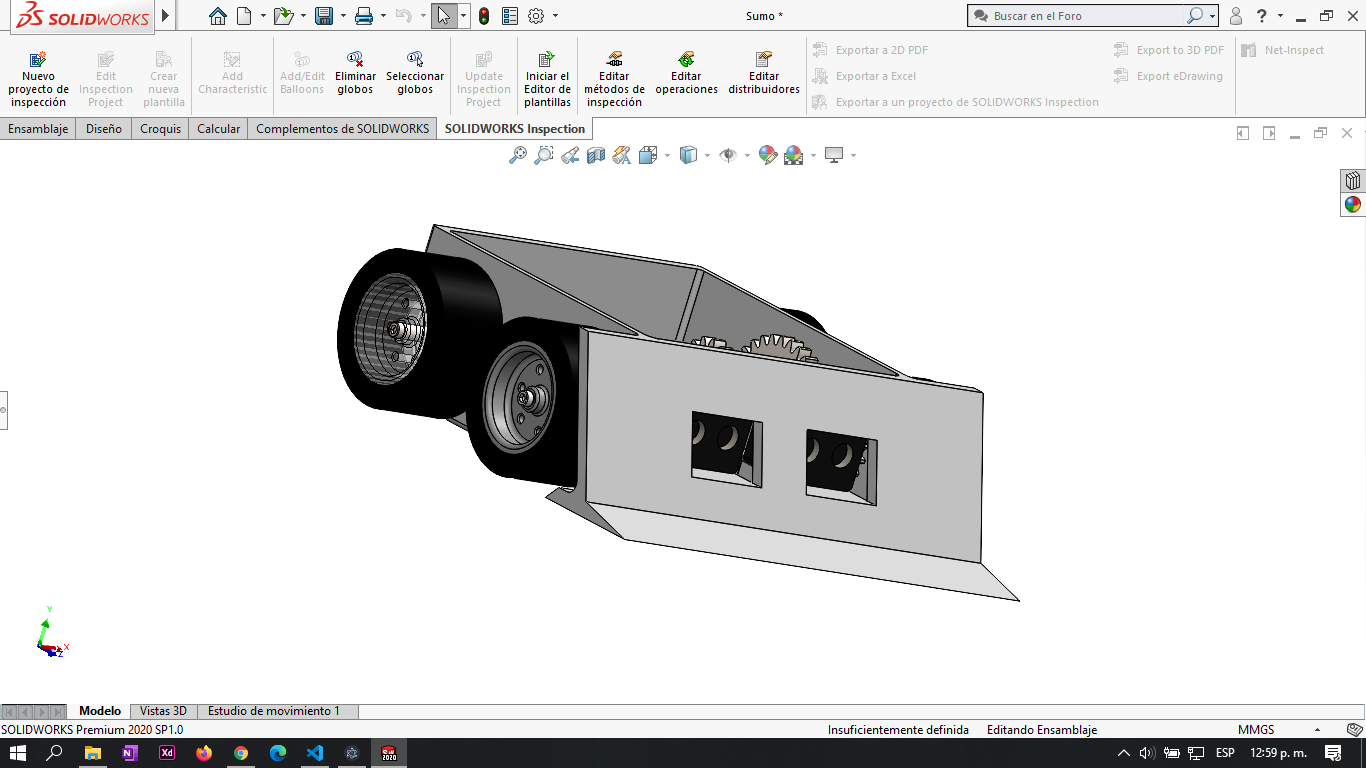 SOLIDWORKS
Sumo *
Buscar en el Foro
Nuevo proyecto de inspección
Edit Inspection Project
Crear nueva plantilla
Add Characteristic
Add/Edit Balloons
Eliminar globos
Seleccionar globos
Update Inspection Project
Iniciar el Editor de plantillas
Editar métodos de inspección
Editar operaciones
Editar distribuidores
Exportar a 2D PDF
Exportar a Excel
Exportar a un proyecto de SOLIDWORKS Inspection
Export to 3D PDF
Export eDrawing
Net-Inspect
Ensamblaje
Diseño
Croquis
Calcular
Complementos de SOLIDWORKS
SOLIDWORKS Inspection
Y
X
Z
Modelo
Vistas 3D
Estudio de movimiento 1
SOLIDWORKS Premium 2020 SP1.0
Insuficientemente definida
Editando Ensamblaje
MMGS
N
Xd
SW
2020
ESP
12:59 p. m.